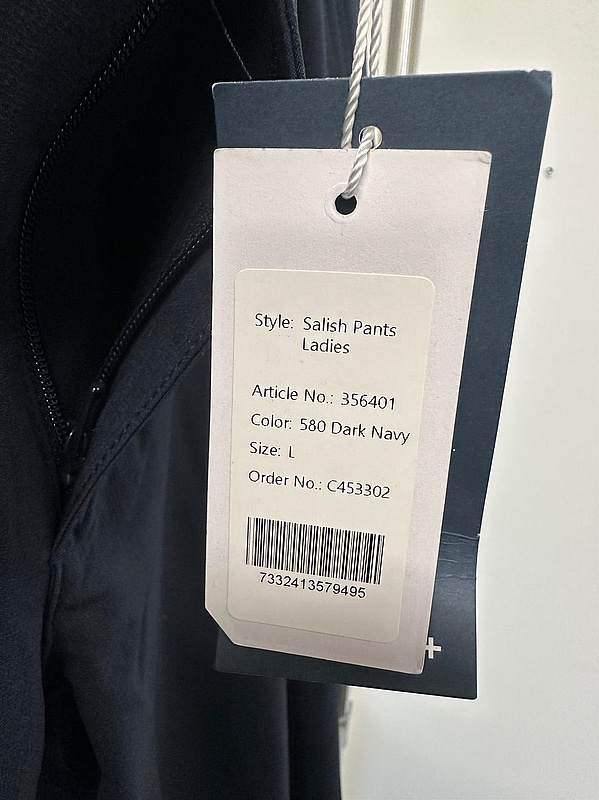 Style: Salish Pants
Ladies
Article No.: 356401
Color: 580 Dark Navy
Size: L
Order No.: C453302
7332413579495